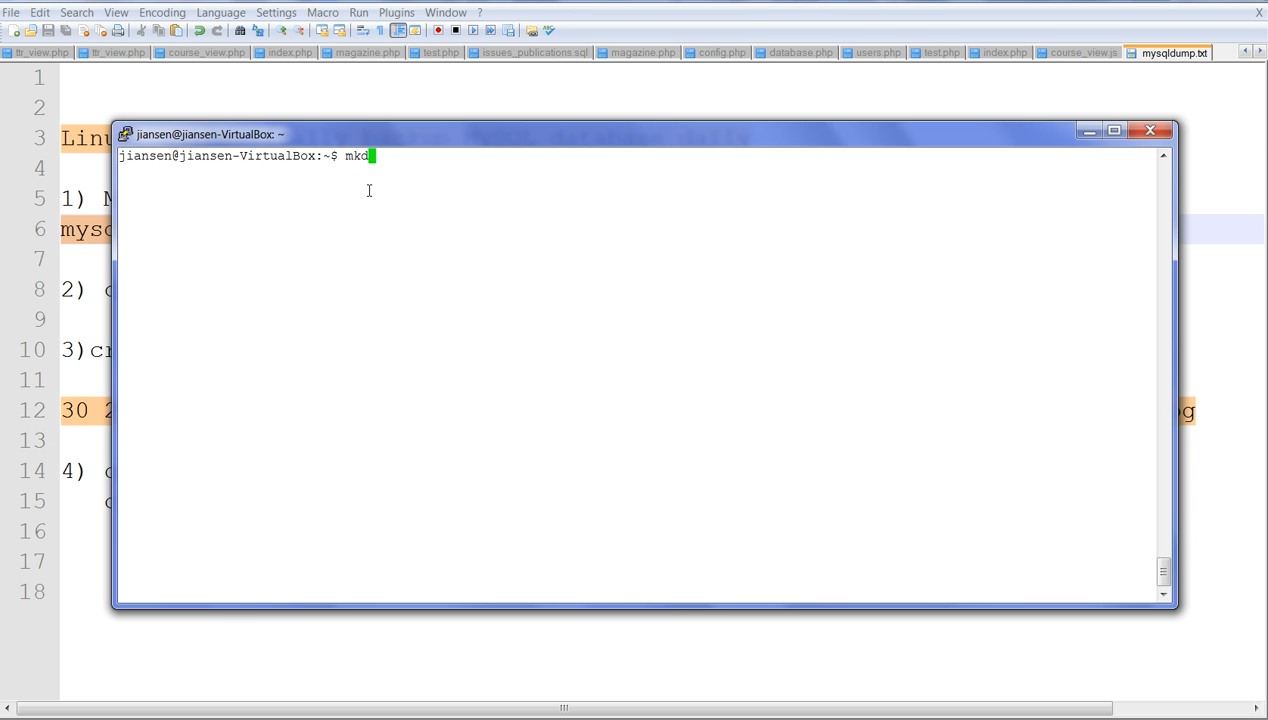 File Edit Search View Encoding Language Settings Macro Run Plugins Window ? X
ttr_view.php ttr_view.php course_view.php index.php magazine.php test.php issues_publications.sql magazine.php config.php database.php users.php test.php index.php course_view.js mysqldump.txt
1
2
3 Linu
4
5 1) M
6 mysq
7
8 2) c
9
10 3)cr
11
12 30 2 og
13
14 4) c
15 c
16
17
18
jiansen@jiansen-VirtualBox: ~
jiansen@jiansen-VirtualBox:~$ mkd